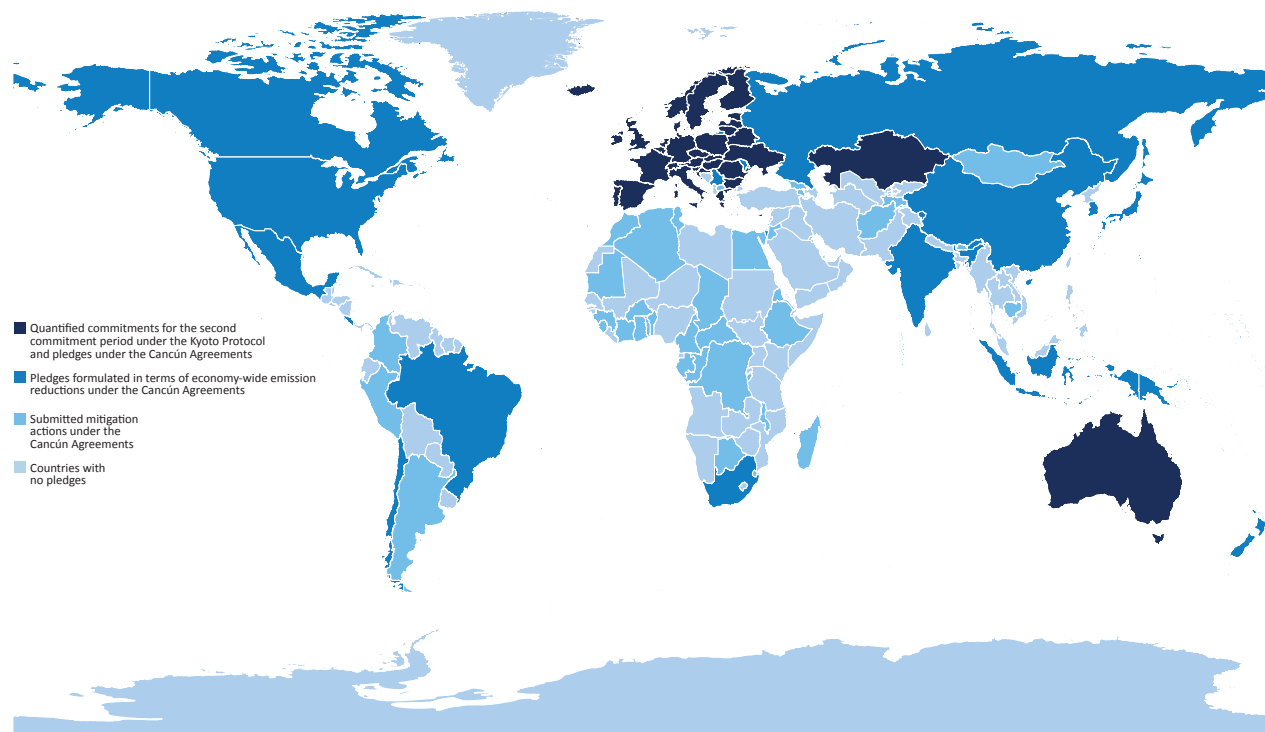 Quantified commitments for the second
commitment period under the Kyoto Protocol
and pledges under the Cancún Agreements
Pledges formulated in terms of economy-wide emission
reductions under the Cancún Agreements
Submitted mitigation
actions under the
Cancún Agreements
Countries with
no pledges